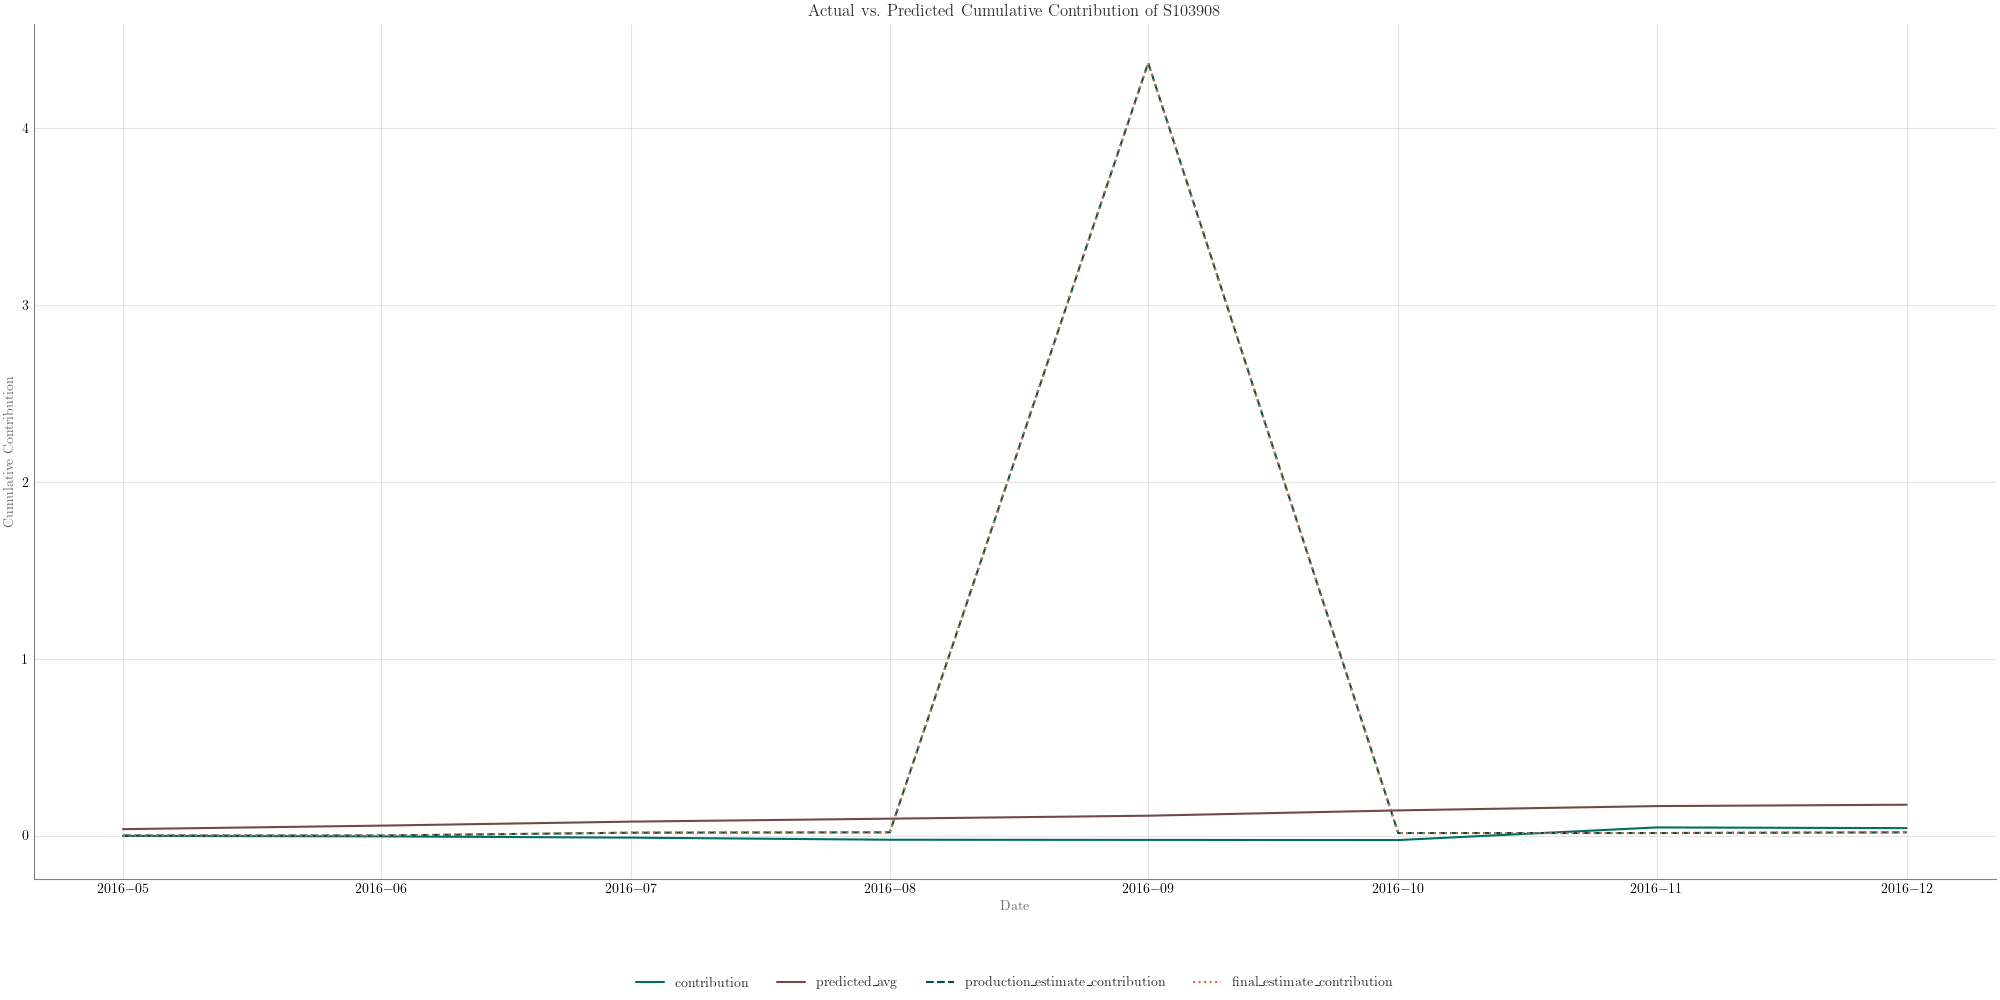 Actual vs. Predicted Cumulative Contribution of S103908
Cumulative Contribution
4
3
2
1
0
2016−05 2016−06 2016−07 2016−08 2016−09 2016−10 2016−11 2016−12
Date
contribution predicted_avg production_estimate_contribution final_estimate_contribution